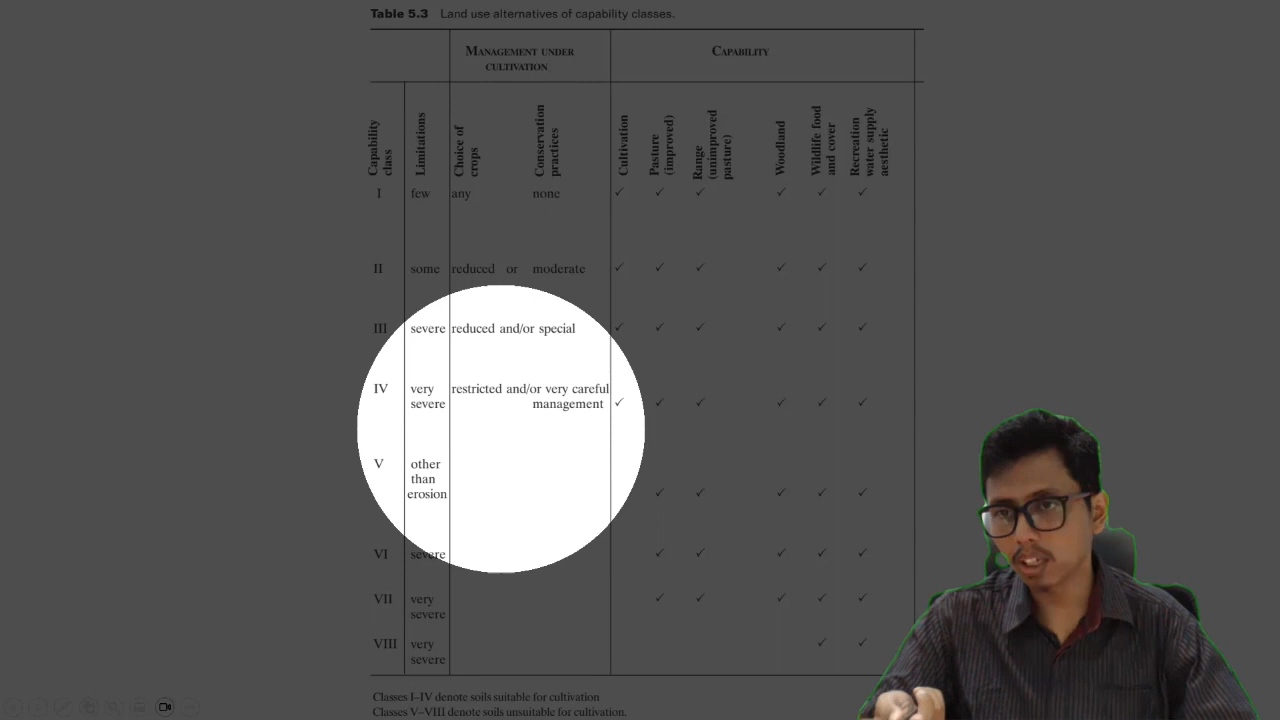 Table 5.3 Land use alternatives of capability classes.
MANAGEMENT UNDER CULTIVATION
CAPABILITY
Capability class
Limitations
Choice of crops
Conservation practices
Cultivation
Pasture (improved)
Range (unimproved pasture)
Woodland
Wildlife food and cover
Recreation water supply aesthetic
I few any none ✓ ✓ ✓ ✓ ✓ ✓
II some reduced or moderate ✓ ✓ ✓ ✓ ✓ ✓
III severe reduced and/or special ✓ ✓ ✓ ✓ ✓ ✓
IV very restricted and/or very careful
severe management ✓ ✓ ✓ ✓ ✓ ✓
V other
than
erosion ✓ ✓ ✓ ✓ ✓
VI severe ✓ ✓ ✓ ✓ ✓
VII very ✓ ✓ ✓ ✓ ✓
severe
VIII very ✓ ✓
severe
Classes I–IV denote soils suitable for cultivation
Classes V–VIII denote soils unsuitable for cultivation.